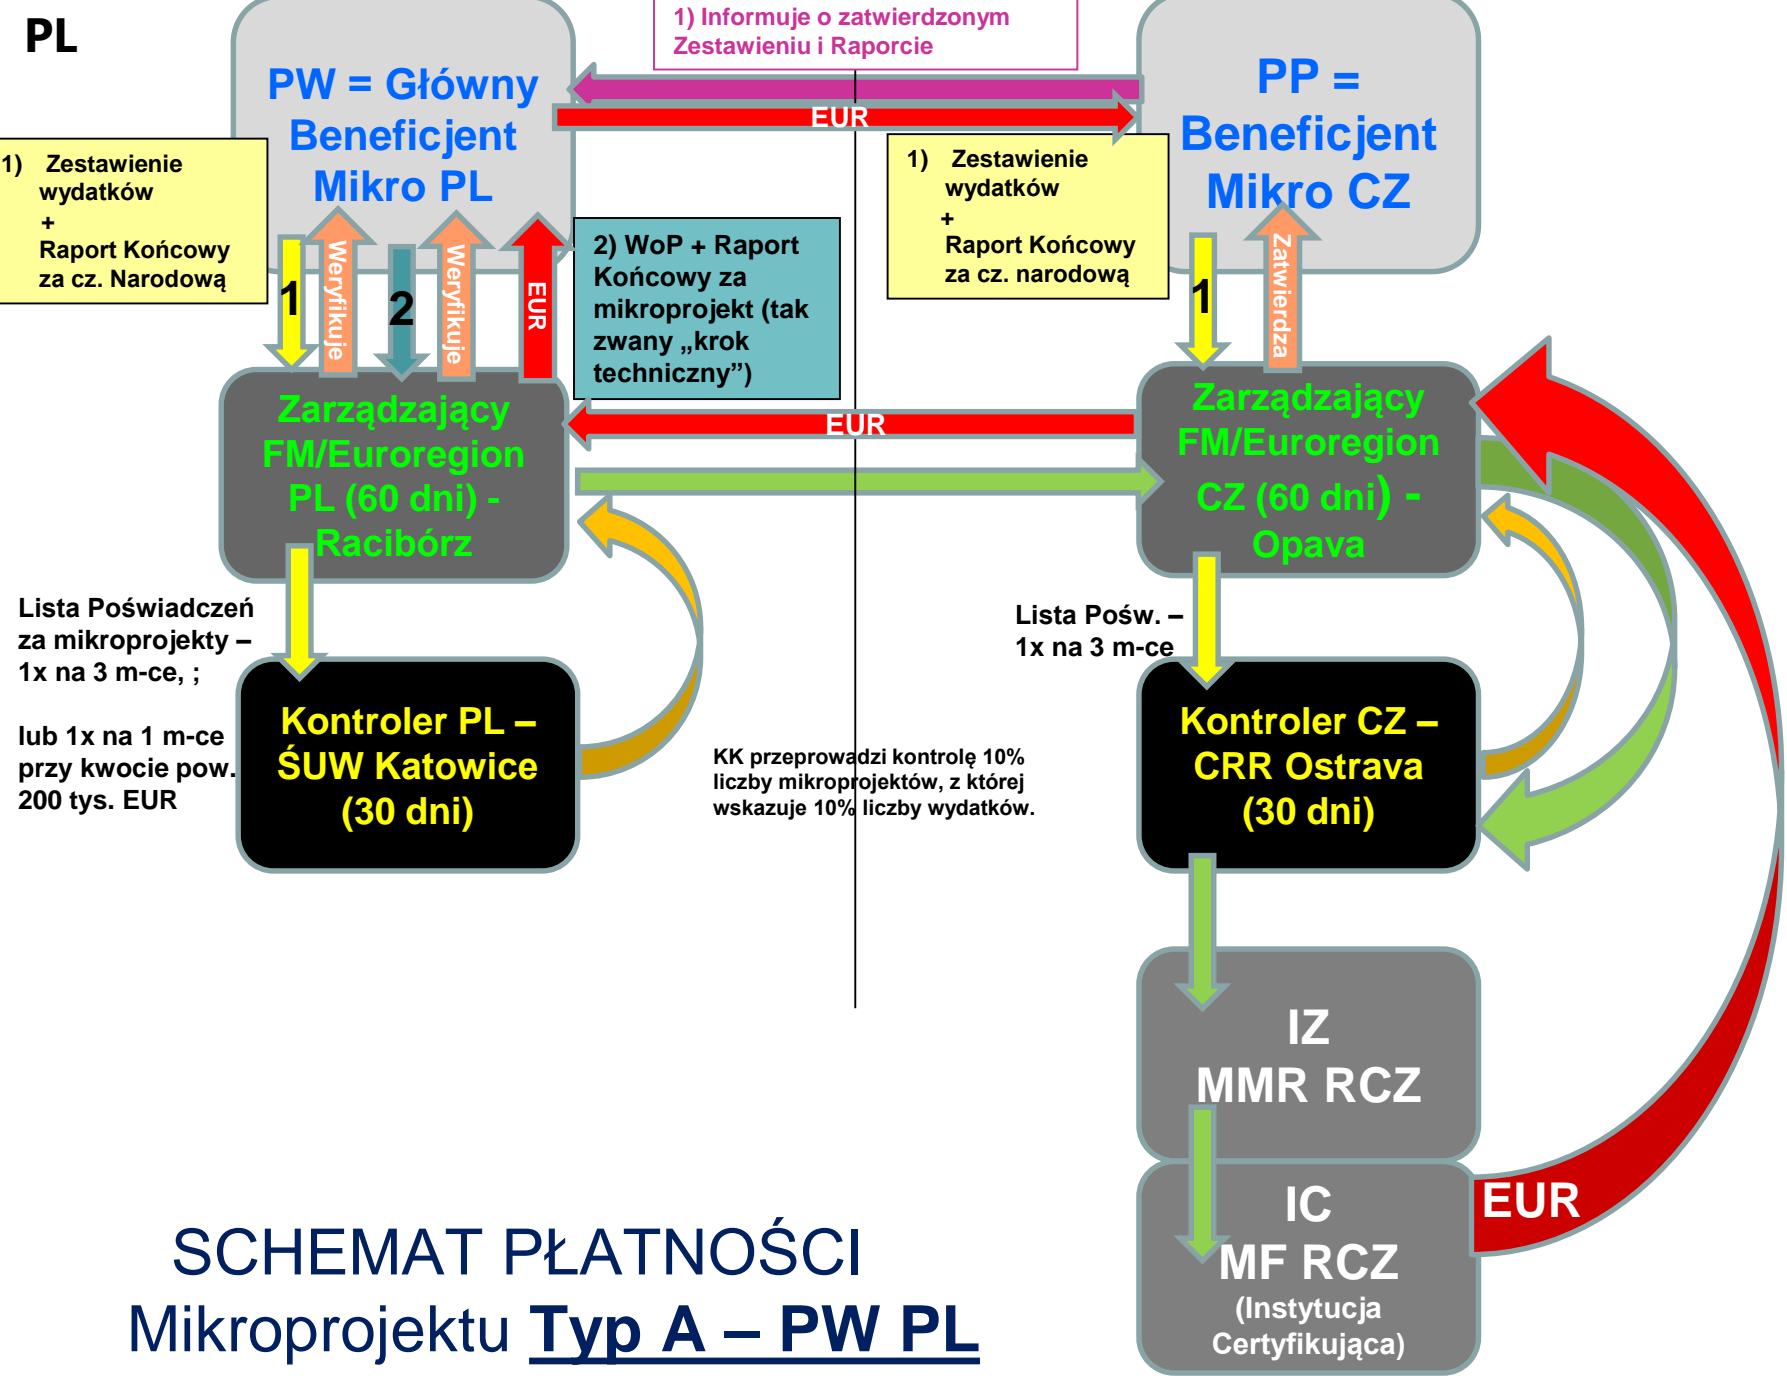 PL
1) Informuje o zatwierdzonym
Zestawieniu i Raporcie
PW = Główny
Beneficjent
Mikro PL
PP =
Beneficjent
Mikro CZ
EUR
1) Zestawienie
wydatków
+
Raport Końcowy
za cz. Narodową
1) Zestawienie
wydatków
+
Raport Końcowy
za cz. narodową
1
Weryfikuje
2
Weryfikuje
EUR
2) WoP + Raport
Końcowy za
mikroprojekt (tak
zwany „krok
techniczny”)
1
Zatwierdza
Zarządzający
FM/Euroregion
PL (60 dni) -
Racibórz
EUR
Zarządzający
FM/Euroregion
CZ (60 dni) -
Opava
Lista Poświadczeń
za mikroprojekty –
1x na 3 m-ce, ;
lub 1x na 1 m-ce
przy kwocie pow.
200 tys. EUR
Lista Pośw. –
1x na 3 m-ce
Kontroler PL –
ŚUW Katowice
(30 dni)
KK przeprowadzi kontrolę 10%
liczby mikroprojektów, z której
wskazuje 10% liczby wydatków.
Kontroler CZ –
CRR Ostrava
(30 dni)
IZ
MMR RCZ
IC
MF RCZ
(Instytucja
Certyfikująca)
EUR
SCHEMAT PŁATNOŚCI
Mikroprojektu Typ A – PW PL